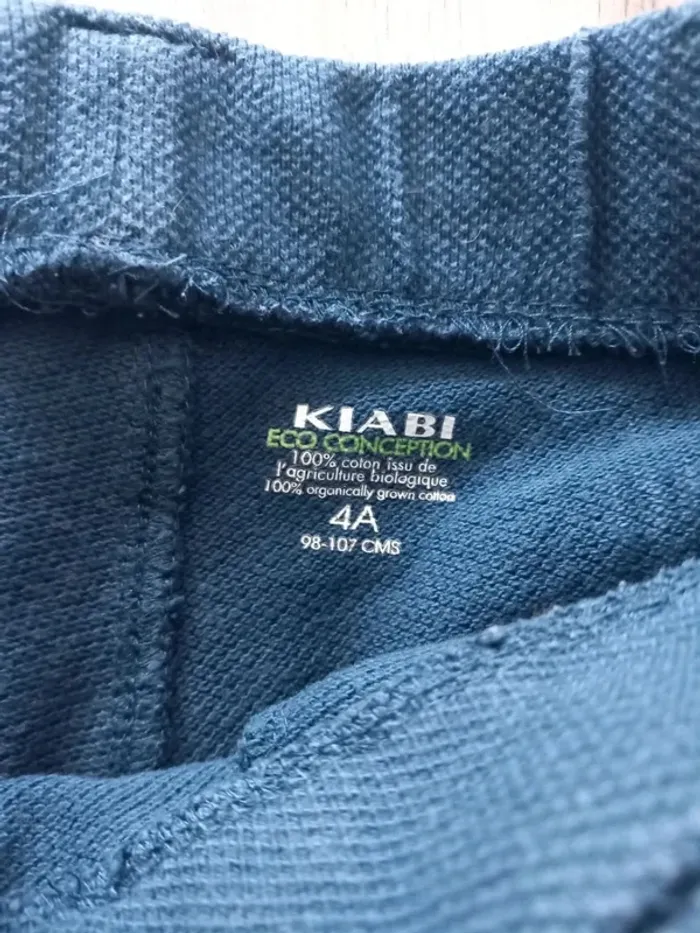 KIABI
ECO CONCEPTION
100% coton issu de
l'agriculture biologique
100% organically grown cotton
4A
98-107 CMS